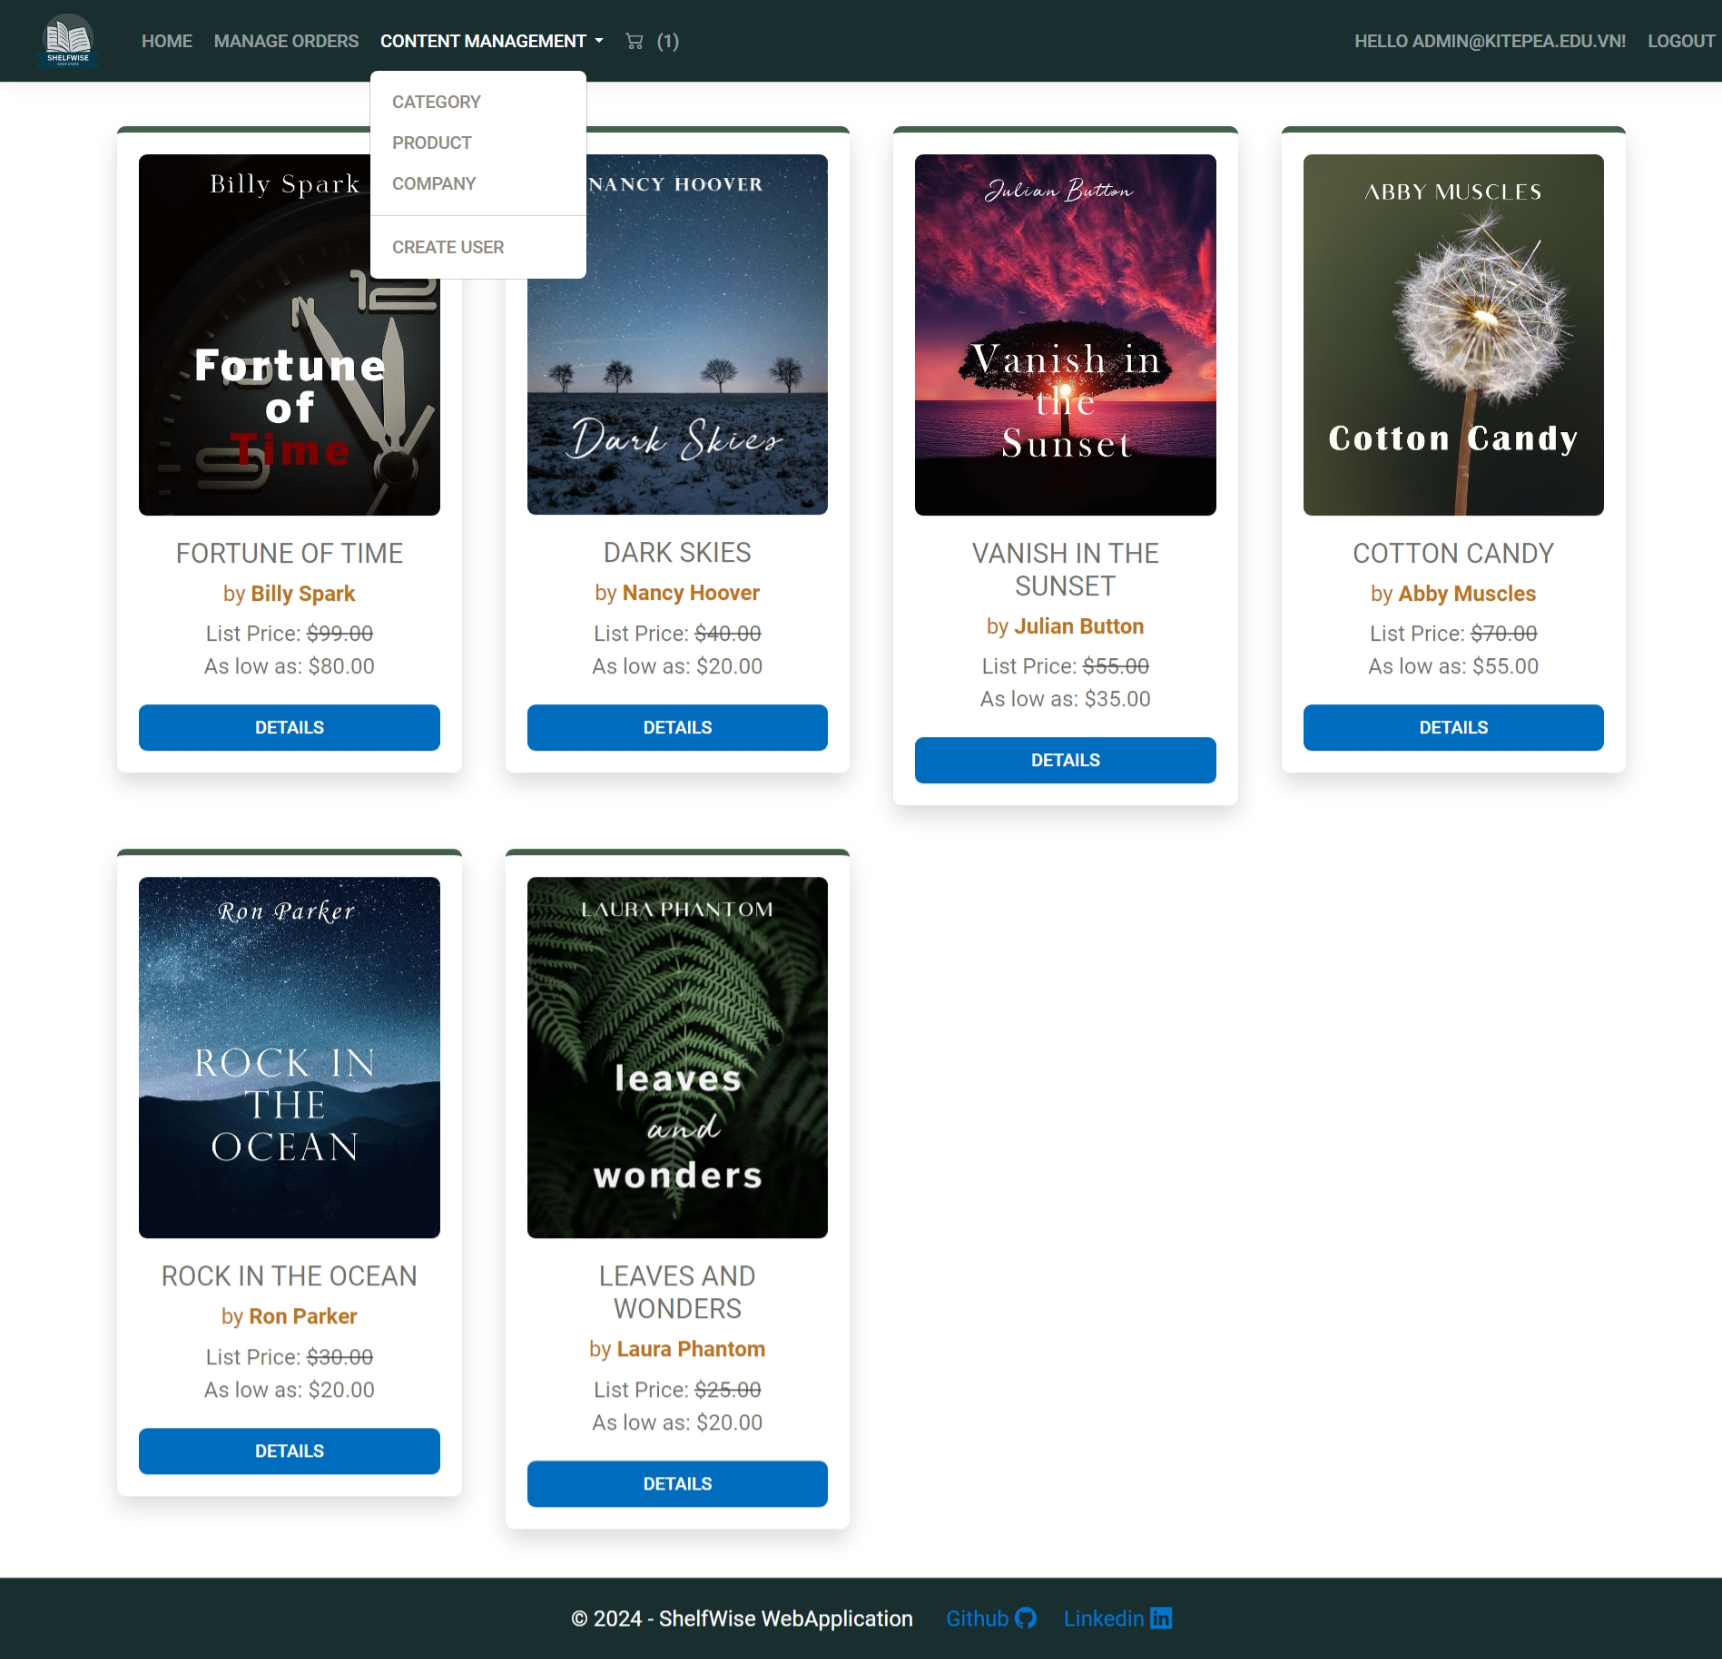 SHELFWISE
HOME
MANAGE ORDERS
CONTENT MANAGEMENT
(1)
HELLO ADMIN@KITEPEA.EDU.VN!
LOGOUT
CATEGORY
PRODUCT
COMPANY
CREATE USER
Billy Spark
12
9
Fortune
of
Time
FORTUNE OF TIME
by Billy Spark
List Price: $99.00
As low as: $80.00
DETAILS
NANCY HOOVER
Dark Skies
DARK SKIES
by Nancy Hoover
List Price: $40.00
As low as: $20.00
DETAILS
Julian Button
Vanish in
the
Sunset
VANISH IN THE
SUNSET
by Julian Button
List Price: $55.00
As low as: $35.00
DETAILS
ABBY MUSCLES
Cotton Candy
COTTON CANDY
by Abby Muscles
List Price: $70.00
As low as: $55.00
DETAILS
Ron Parker
ROCK IN
THE
OCEAN
ROCK IN THE OCEAN
by Ron Parker
List Price: $30.00
As low as: $20.00
DETAILS
LAURA PHANTOM
leaves
and
wonders
LEAVES AND
WONDERS
by Laura Phantom
List Price: $25.00
As low as: $20.00
DETAILS
© 2024 - ShelfWise WebApplication
Github
Linkedin